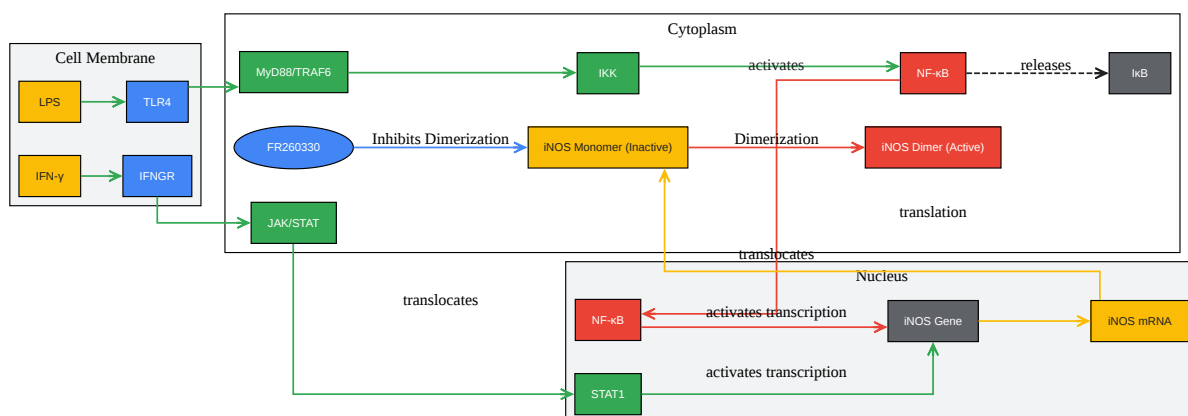 Cytoplasm
Cell Membrane
MyD88/TRAF6
IKK
activates
NF-κB
releases
IκB
LPS
TLR4
FR260330
Inhibits Dimerization
iNOS Monomer (Inactive)
Dimerization
iNOS Dimer (Active)
IFN-γ
IFNGR
JAK/STAT
translation
translocates
Nucleus
translocates
NF-κB
activates transcription
iNOS Gene
iNOS mRNA
activates transcription
STAT1